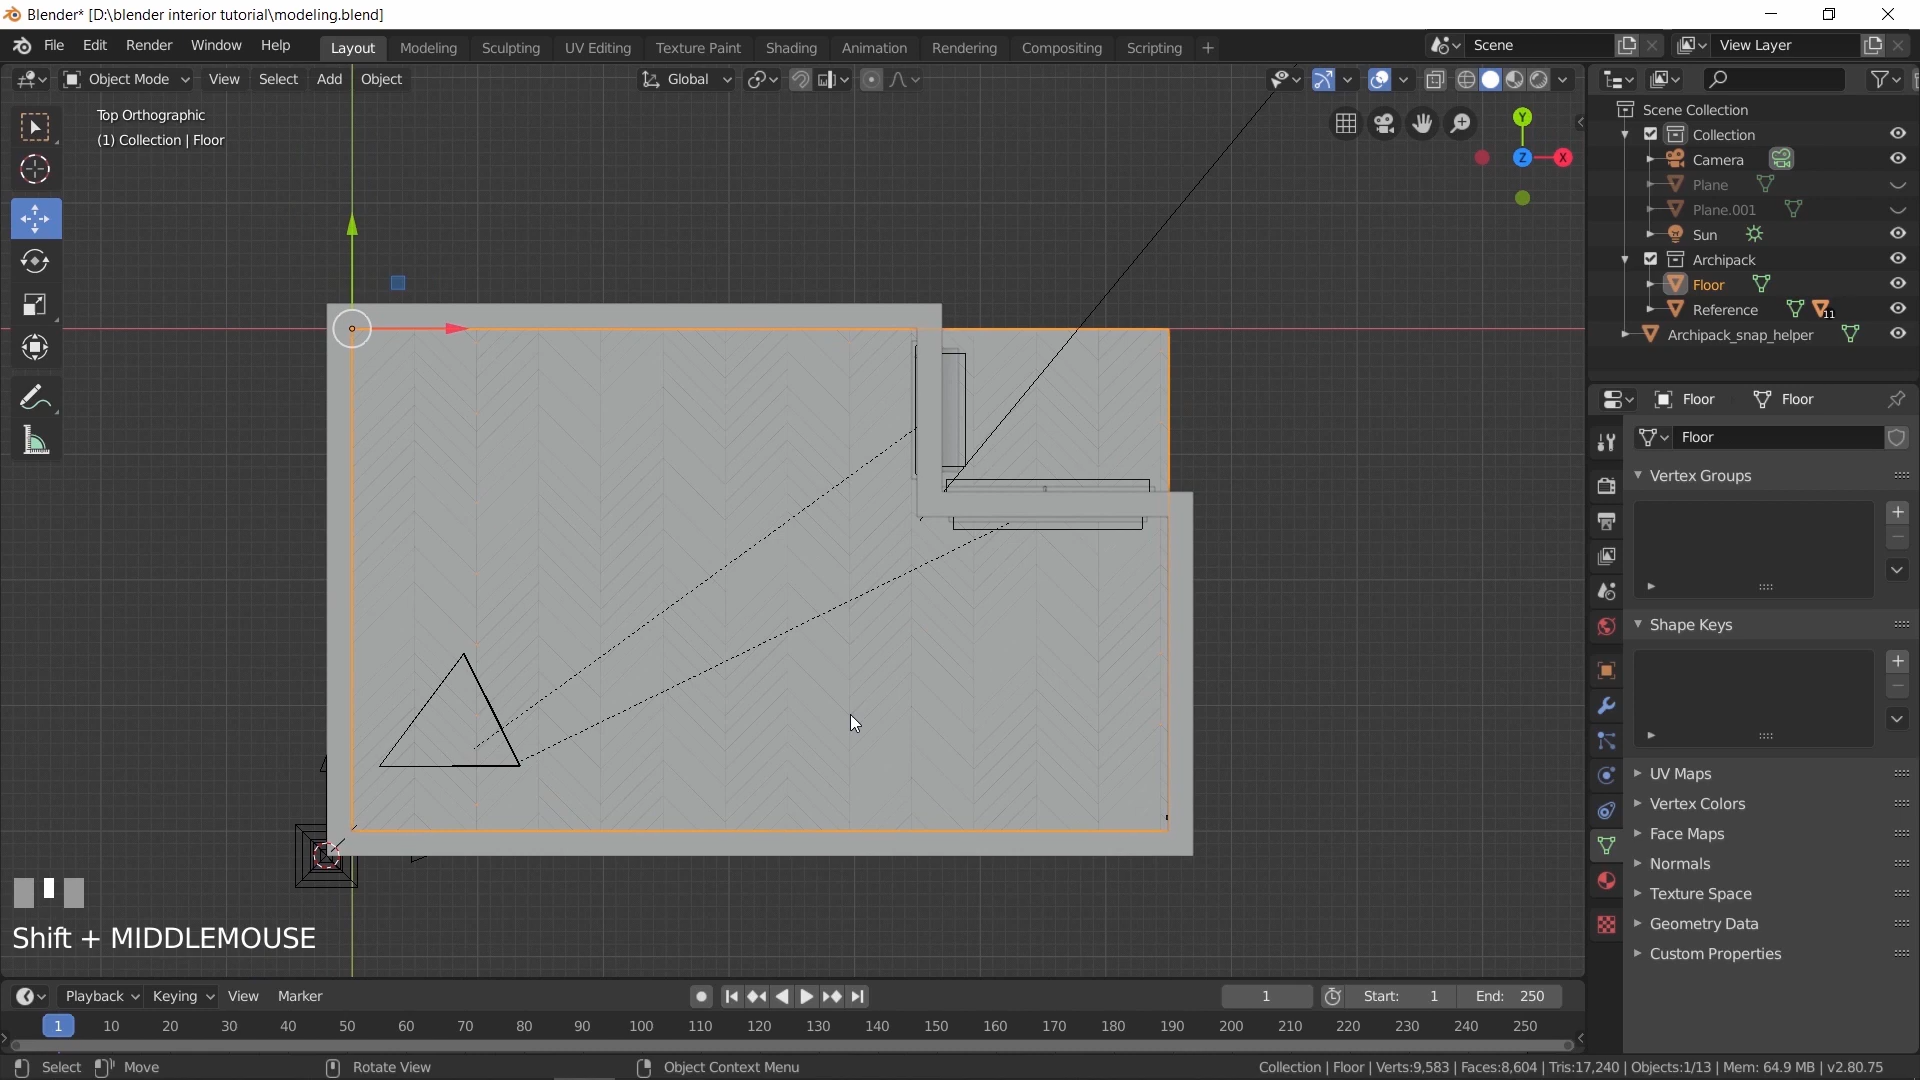 Blender* [D:\blender interior tutorial\modeling.blend]
File Edit Render Window Help Layout Modeling Sculpting UV Editing Texture Paint Shading Animation Rendering Compositing Scripting + Scene View Layer
Object Mode View Select Add Object Global
Top Orthographic
(1) Collection | Floor
Y
Z
X
Scene Collection
Collection
Camera
Plane
Plane.001
Sun
Archipack
Floor
Reference 11
Archipack_snap_helper
Floor Floor
Floor
Vertex Groups
Shape Keys
UV Maps
Vertex Colors
Face Maps
Normals
Texture Space
Geometry Data
Custom Properties
Shift + MIDDLEMOUSE
Playback Keying View Marker 1 Start: 1 End: 250
1 10 20 30 40 50 60 70 80 90 100 110 120 130 140 150 160 170 180 190 200 210 220 230 240 250
Select Move Rotate View Object Context Menu Collection | Floor | Verts:9,583 | Faces:8,604 | Tris:17,240 | Objects:1/13 | Mem: 64.9 MB | v2.80.75